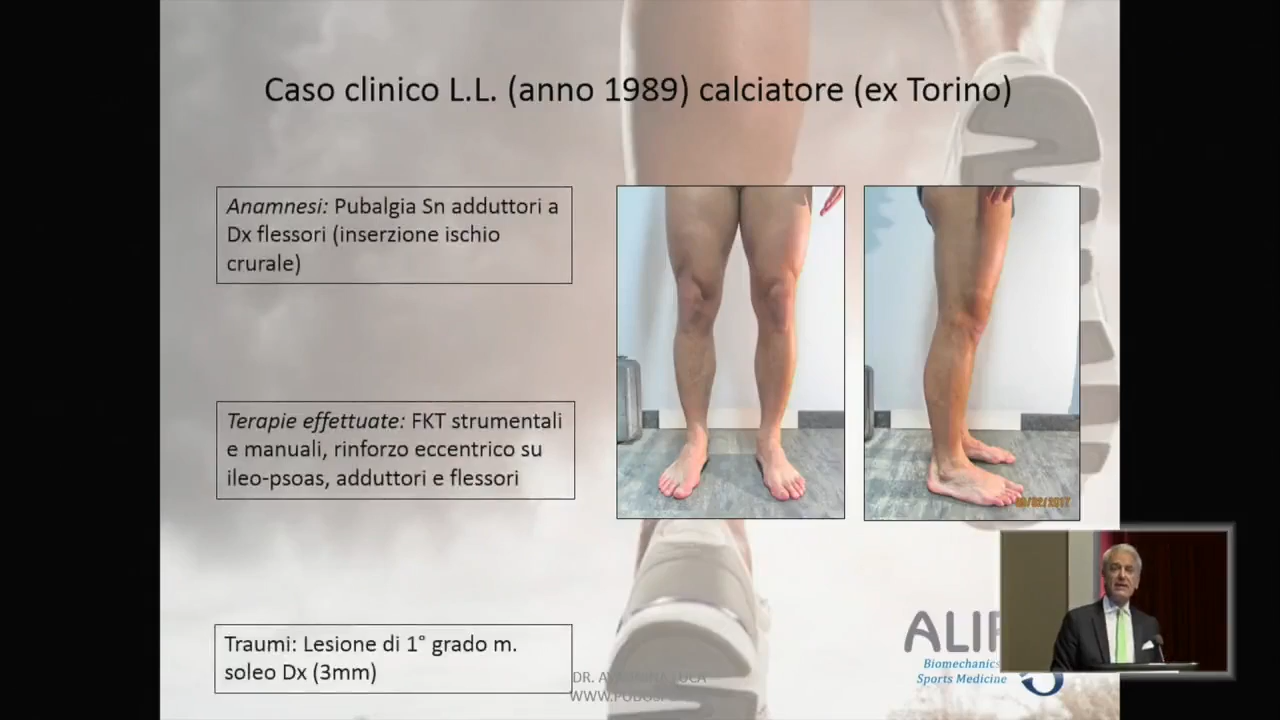 Caso clinico L.L. (anno 1989) calciatore (ex Torino)
Anamnesi: Pubalgia Sn adduttori a
Dx flessori (inserzione ischio
crurale)
Terapie effettuate: FKT strumentali
e manuali, rinforzo eccentrico su
ileo-psoas, adduttori e flessori
Traumi: Lesione di 1° grado m.
soleo Dx (3mm)
Biomechanics
Sports Medicine
DR.